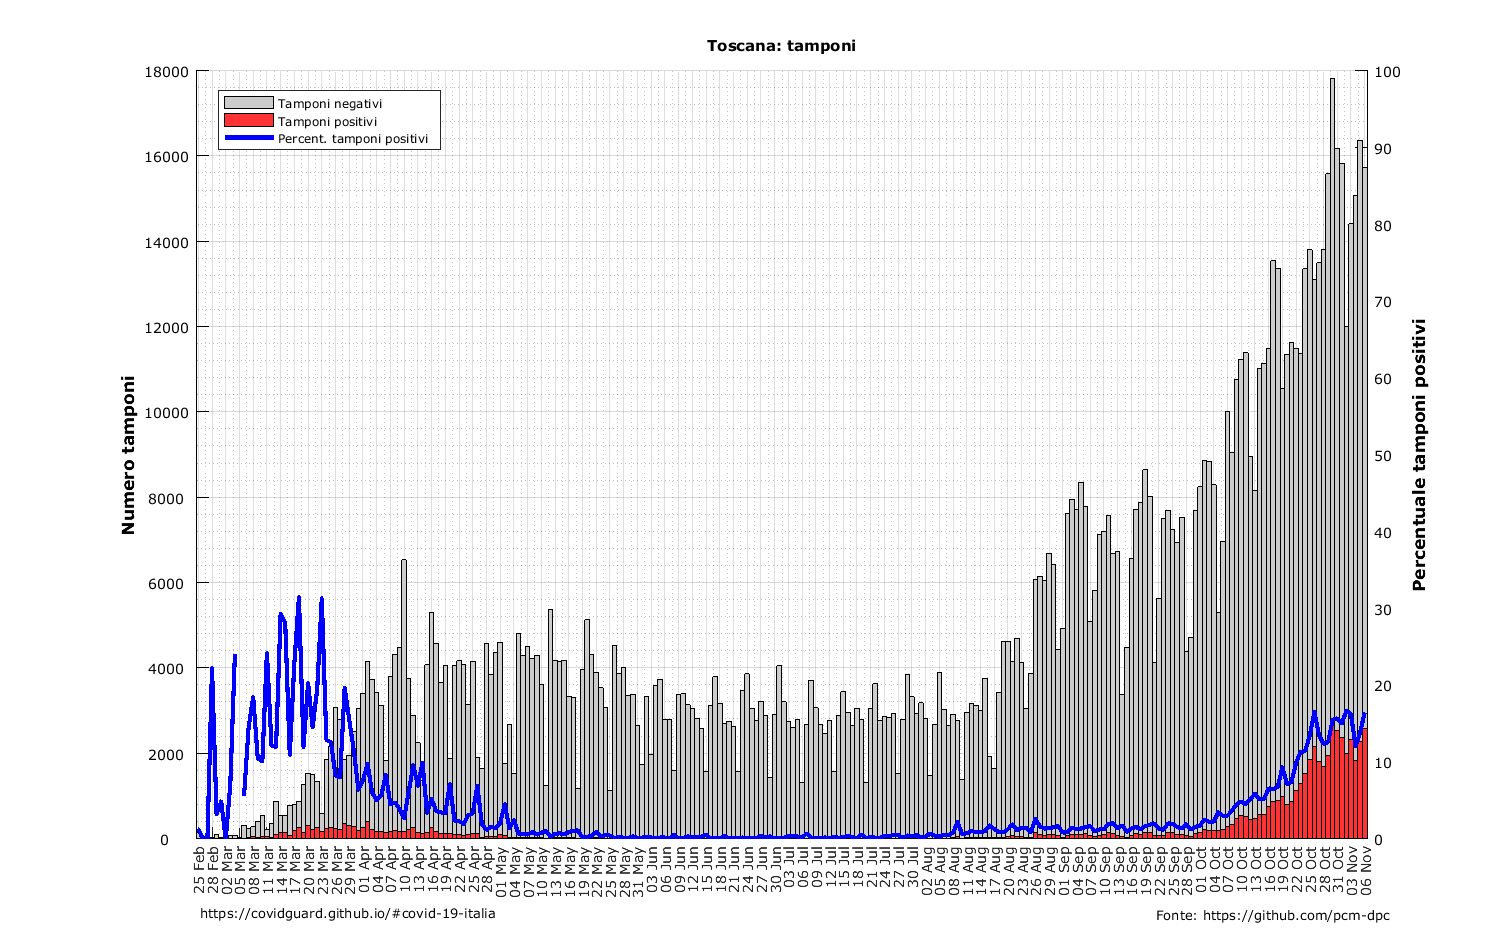 Toscana: tamponi
Tamponi negativi
Tamponi positivi
Percent. tamponi positivi
Numero tamponi
18000
16000
14000
12000
10000
8000
6000
4000
2000
0
Percentuale tamponi positivi
100
90
80
70
60
50
40
30
20
10
0
25 Feb
28 Feb
02 Mar
05 Mar
08 Mar
11 Mar
14 Mar
17 Mar
20 Mar
23 Mar
26 Mar
29 Mar
01 Apr
04 Apr
07 Apr
10 Apr
13 Apr
16 Apr
19 Apr
22 Apr
25 Apr
28 Apr
01 May
04 May
07 May
10 May
13 May
16 May
19 May
22 May
25 May
28 May
31 May
03 Jun
06 Jun
09 Jun
12 Jun
15 Jun
18 Jun
21 Jun
24 Jun
27 Jun
30 Jun
03 Jul
06 Jul
09 Jul
12 Jul
15 Jul
18 Jul
21 Jul
24 Jul
27 Jul
30 Jul
02 Aug
05 Aug
08 Aug
11 Aug
14 Aug
17 Aug
20 Aug
23 Aug
26 Aug
29 Aug
01 Sep
04 Sep
07 Sep
10 Sep
13 Sep
16 Sep
19 Sep
22 Sep
25 Sep
28 Sep
01 Oct
04 Oct
07 Oct
10 Oct
13 Oct
16 Oct
19 Oct
22 Oct
25 Oct
28 Oct
31 Oct
03 Nov
06 Nov
https://covidguard.github.io/#covid-19-italia
Fonte: https://github.com/pcm-dpc